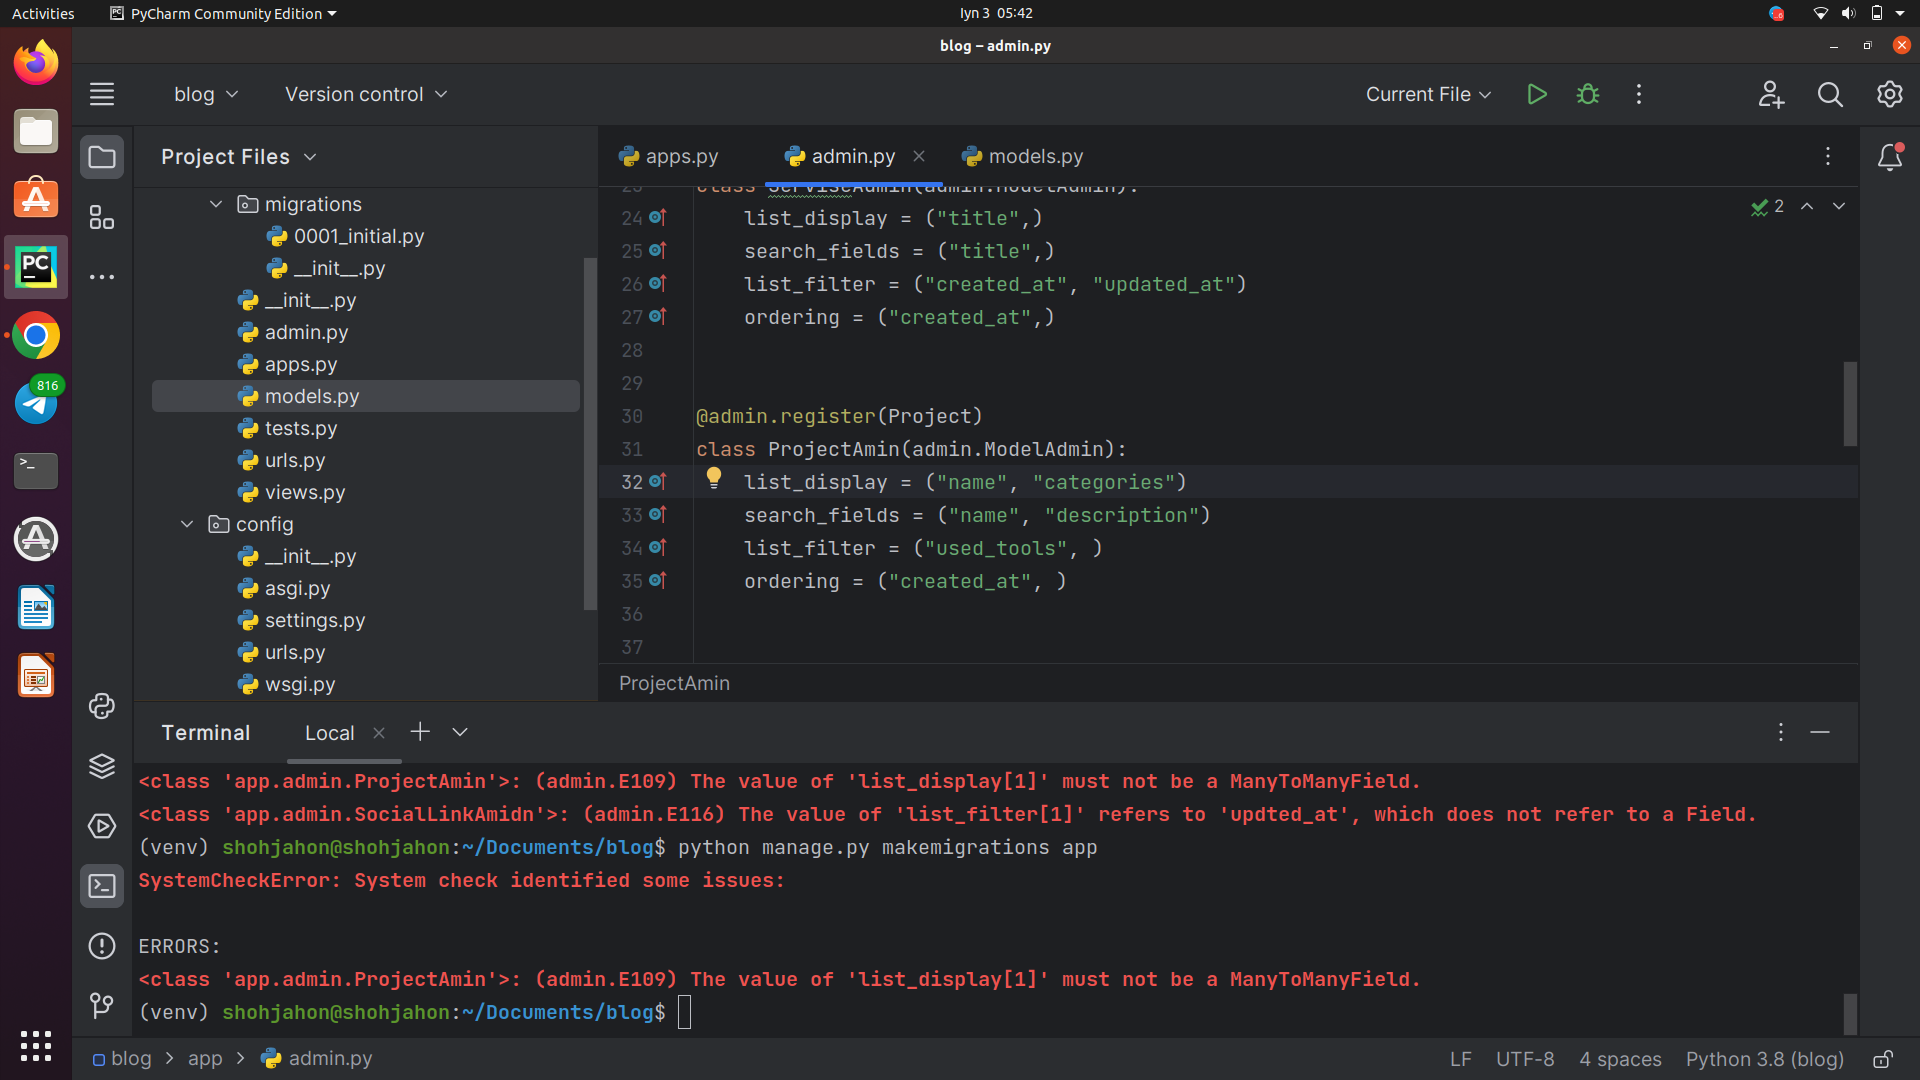 Activities
PyCharm Community Edition
Iyn 3 05:42
blog – admin.py
blog
Version control
Current File
Project Files
apps.py
admin.py
models.py
migrations
0001_initial.py
__init__.py
__init__.py
admin.py
apps.py
models.py
tests.py
urls.py
views.py
config
__init__.py
asgi.py
settings.py
urls.py
wsgi.py
816
PC
23 class ServiseAdmin(admin.ModelAdmin):
24 list_display = ("title",)
25 search_fields = ("title",)
26 list_filter = ("created_at", "updated_at")
27 ordering = ("created_at",)
28
29
30 @admin.register(Project)
31 class ProjectAmin(admin.ModelAdmin):
32 list_display = ("name", "categories")
33 search_fields = ("name", "description")
34 list_filter = ("used_tools", )
35 ordering = ("created_at", )
36
37
2
ProjectAmin
Terminal
Local
<class 'app.admin.ProjectAmin'>: (admin.E109) The value of 'list_display[1]' must not be a ManyToManyField.
<class 'app.admin.SocialLinkAmidn'>: (admin.E116) The value of 'list_filter[1]' refers to 'updted_at', which does not refer to a Field.
(venv) shohjahon@shohjahon:~/Documents/blog$ python manage.py makemigrations app
SystemCheckError: System check identified some issues:
ERRORS:
<class 'app.admin.ProjectAmin'>: (admin.E109) The value of 'list_display[1]' must not be a ManyToManyField.
(venv) shohjahon@shohjahon:~/Documents/blog$
blog > app > admin.py
LF UTF-8 4 spaces Python 3.8 (blog)